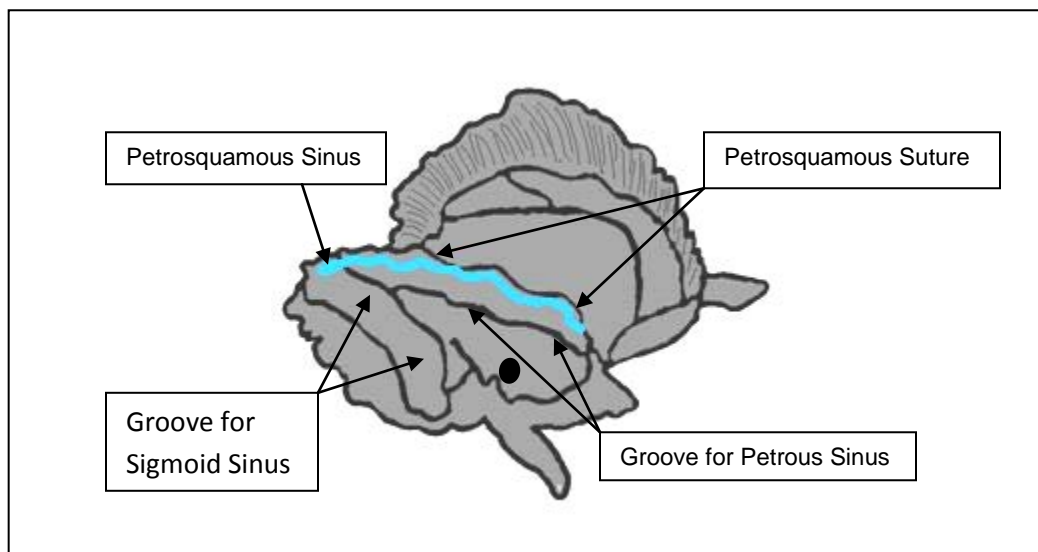 Petrosquamous Sinus
Petrosquamous Suture
Groove for
Sigmoid Sinus
Groove for Petrous Sinus